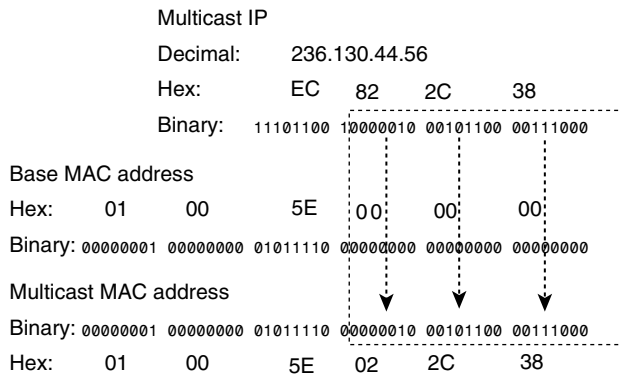 Multicast IP
Decimal: 236.130.44.56
Hex: EC 82 2C 38
Binary: 11101100 10000010 00101100 00111000
Base MAC address
Hex: 01 00 5E 00 00 00
Binary: 00000001 00000000 01011110 00000000 00000000 00000000
Multicast MAC address
Binary: 00000001 00000000 01011110 00000010 00101100 00111000
Hex: 01 00 5E 02 2C 38